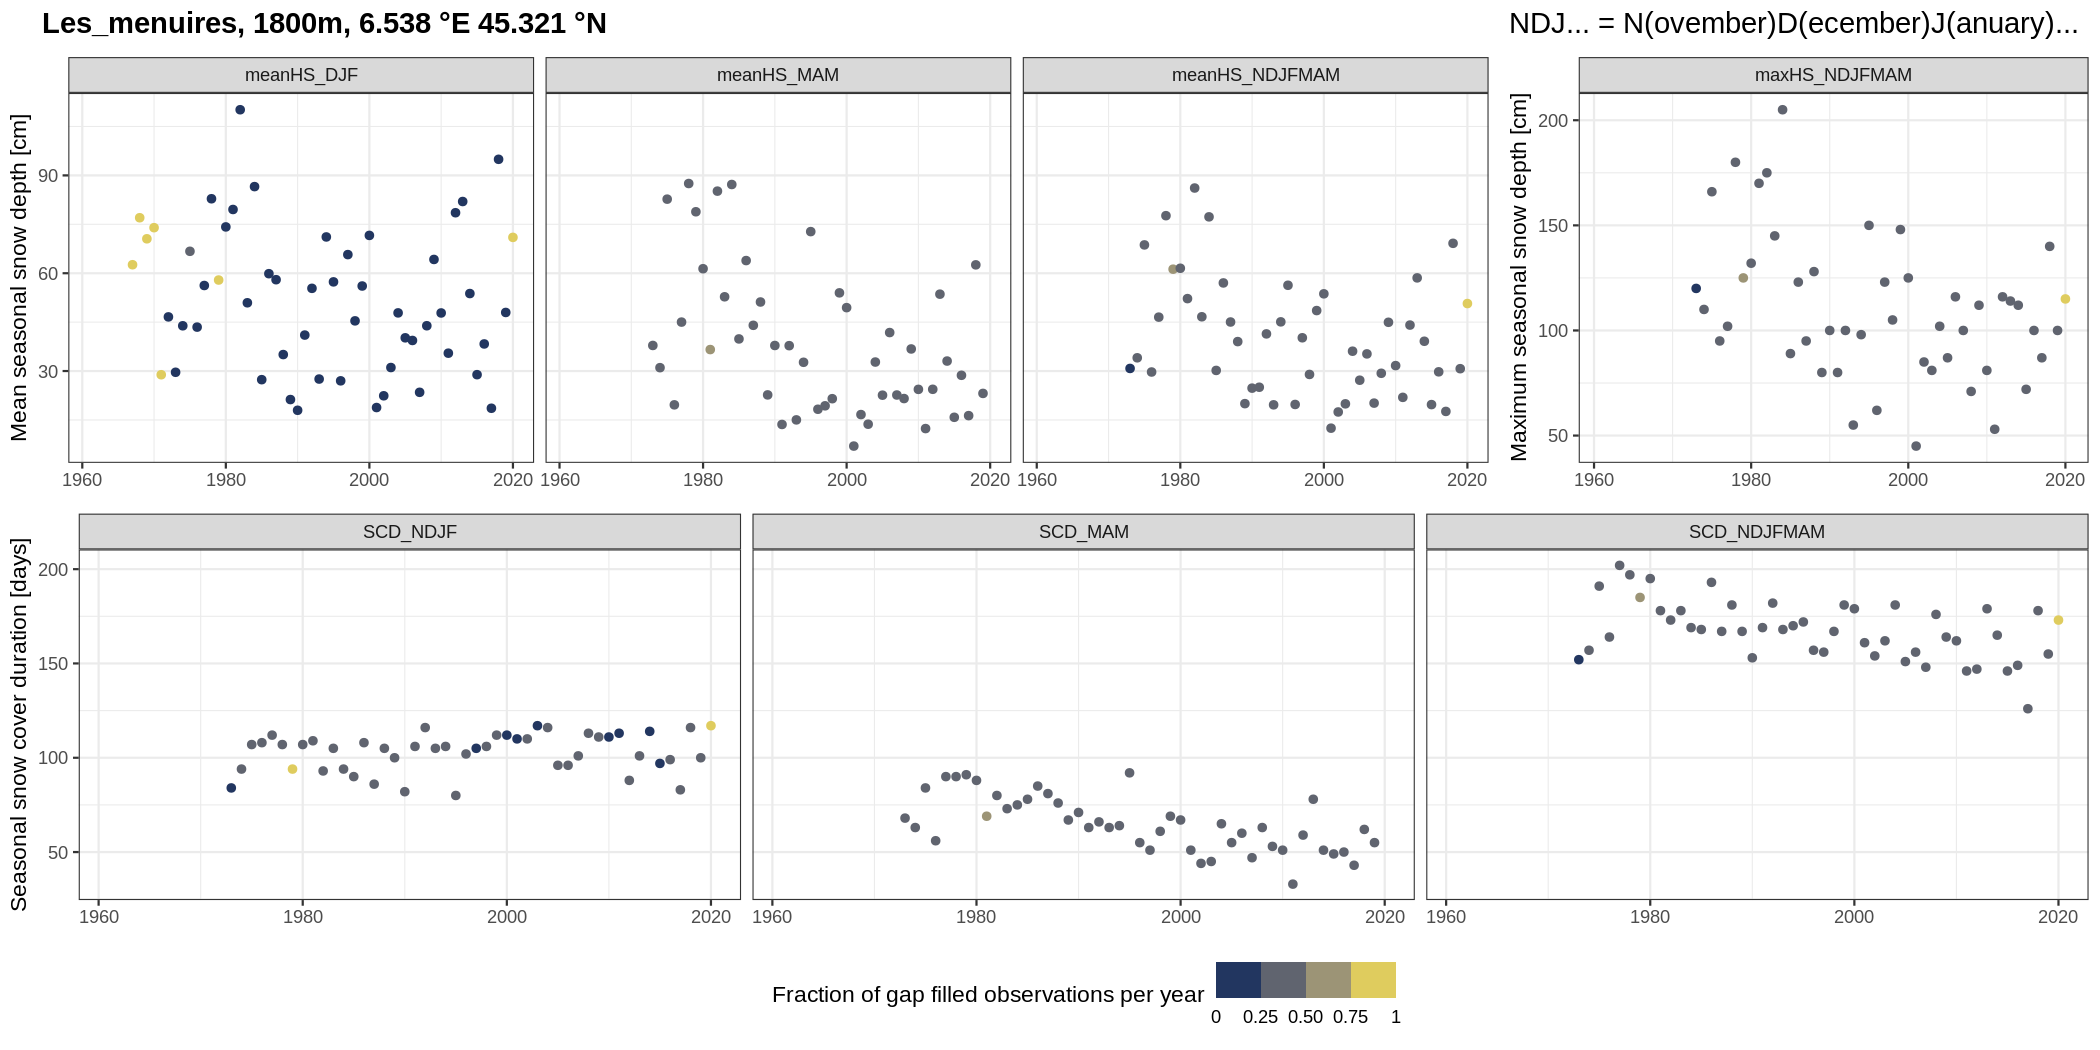 Les_menuires, 1800m, 6.538 °E 45.321 °N
NDJ... = N(ovember)D(ecember)J(anuary)...
meanHS_DJF
meanHS_MAM
meanHS_NDJFMAM
maxHS_NDJFMAM
Mean seasonal snow depth [cm]
90
60
30
1960 1980 2000 2020
1960 1980 2000 2020
1960 1980 2000 2020
Maximum seasonal snow depth [cm]
200
150
100
50
1960 1980 2000 2020
SCD_NDJF
SCD_MAM
SCD_NDJFMAM
Seasonal snow cover duration [days]
200
150
100
50
1960 1980 2000 2020
1960 1980 2000 2020
1960 1980 2000 2020
Fraction of gap filled observations per year
0 0.25 0.50 0.75 1